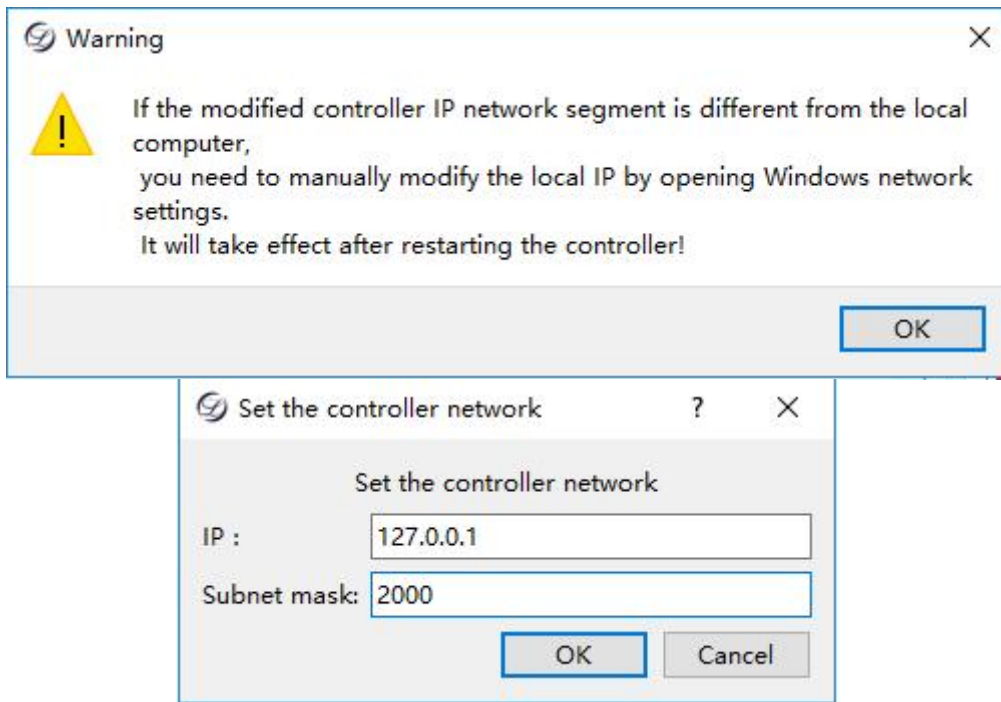 Warning
If the modified controller IP network segment is different from the local
computer,
you need to manually modify the local IP by opening Windows network
settings.
It will take effect after restarting the controller!
OK
Set the controller network
Set the controller network
IP : 127.0.0.1
Subnet mask: 2000
OK Cancel